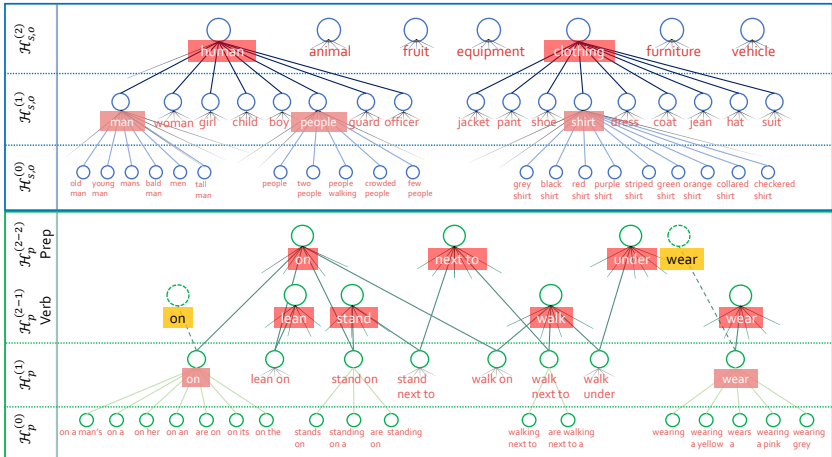 H_{s,o}^{(2)}
human animal fruit equipment clothing furniture vehicle
H_{s,o}^{(1)}
man woman girl child boy people guard officer jacket pant shoe shirt dress coat jean hat suit
H_{s,o}^{(0)}
old man young man mans bald man men tall man people two people people walking crowded people few people grey shirt black shirt red shirt purple shirt striped shirt green shirt orange shirt collared shirt checkered shirt
H_p^{(2-2)} Prep
on next to under wear
H_p^{(2-1)} Verb
on lean stand walk wear
H_p^{(1)}
on lean on stand on stand next to walk on walk next to walk under wear
H_p^{(0)}
on a man's on a on her on an are on on its on the stands on standing on a are on standing walking next to are walking next to a wearing wearing a yellow wears a wearing a pink wearing grey